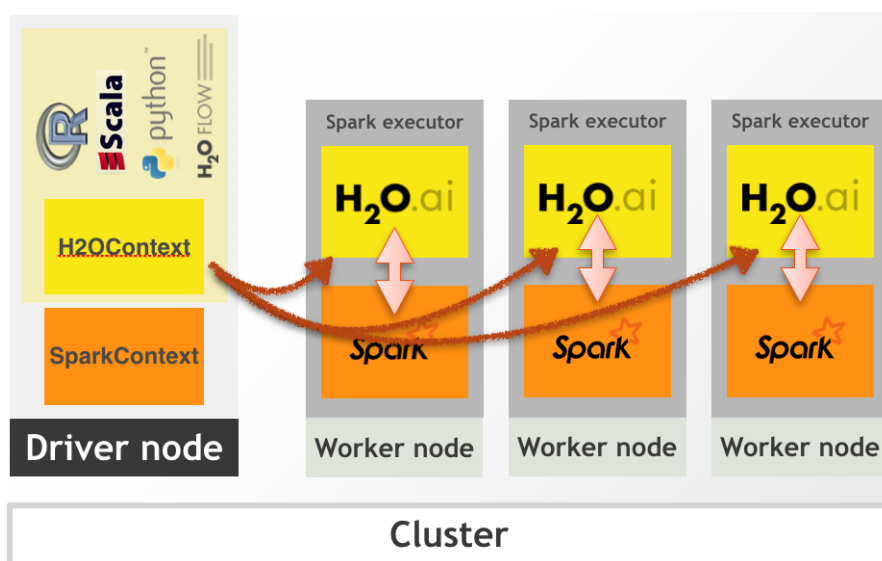 R
Scala
python™
H2O FLOW
H2OContext
SparkContext
Driver node
Spark executor
H2O.ai
Spark
Worker node
Spark executor
H2O.ai
Spark
Worker node
Spark executor
H2O.ai
Spark
Worker node
Cluster